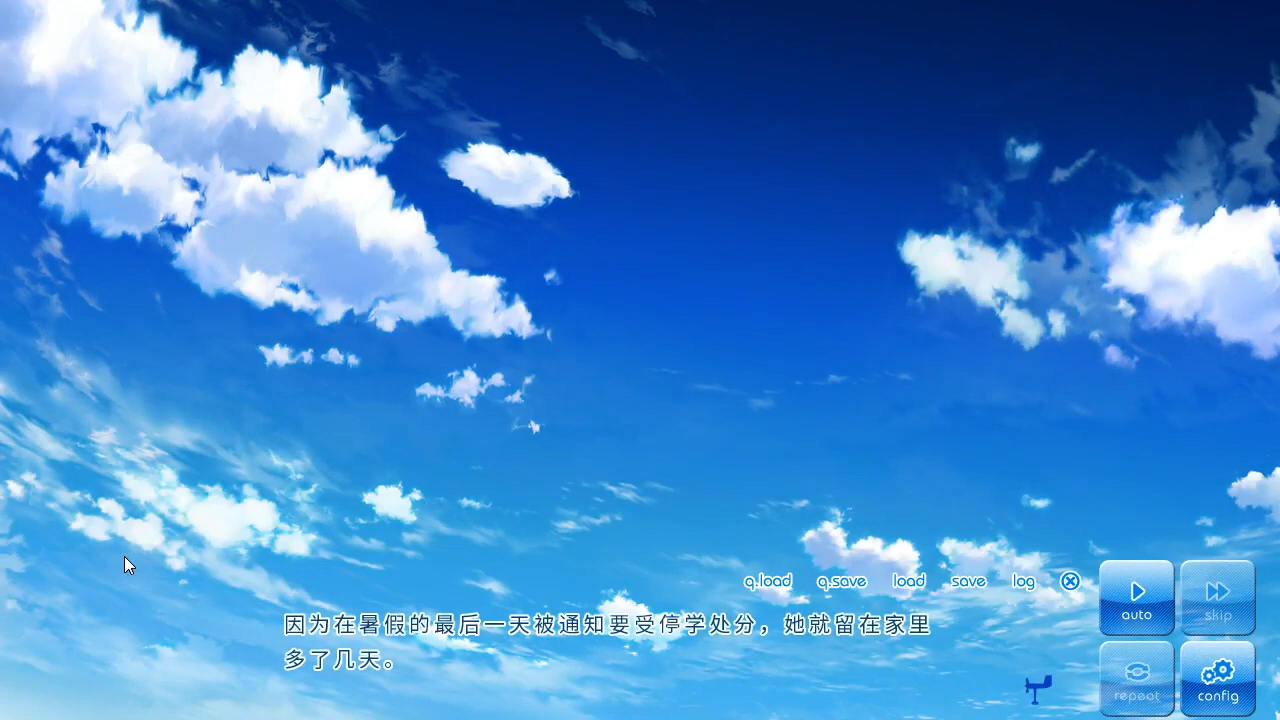 q.load q.save load save log
auto skip
因为在暑假的最后一天被通知要受停学处分，她就留在家里
多了几天。
repeat config